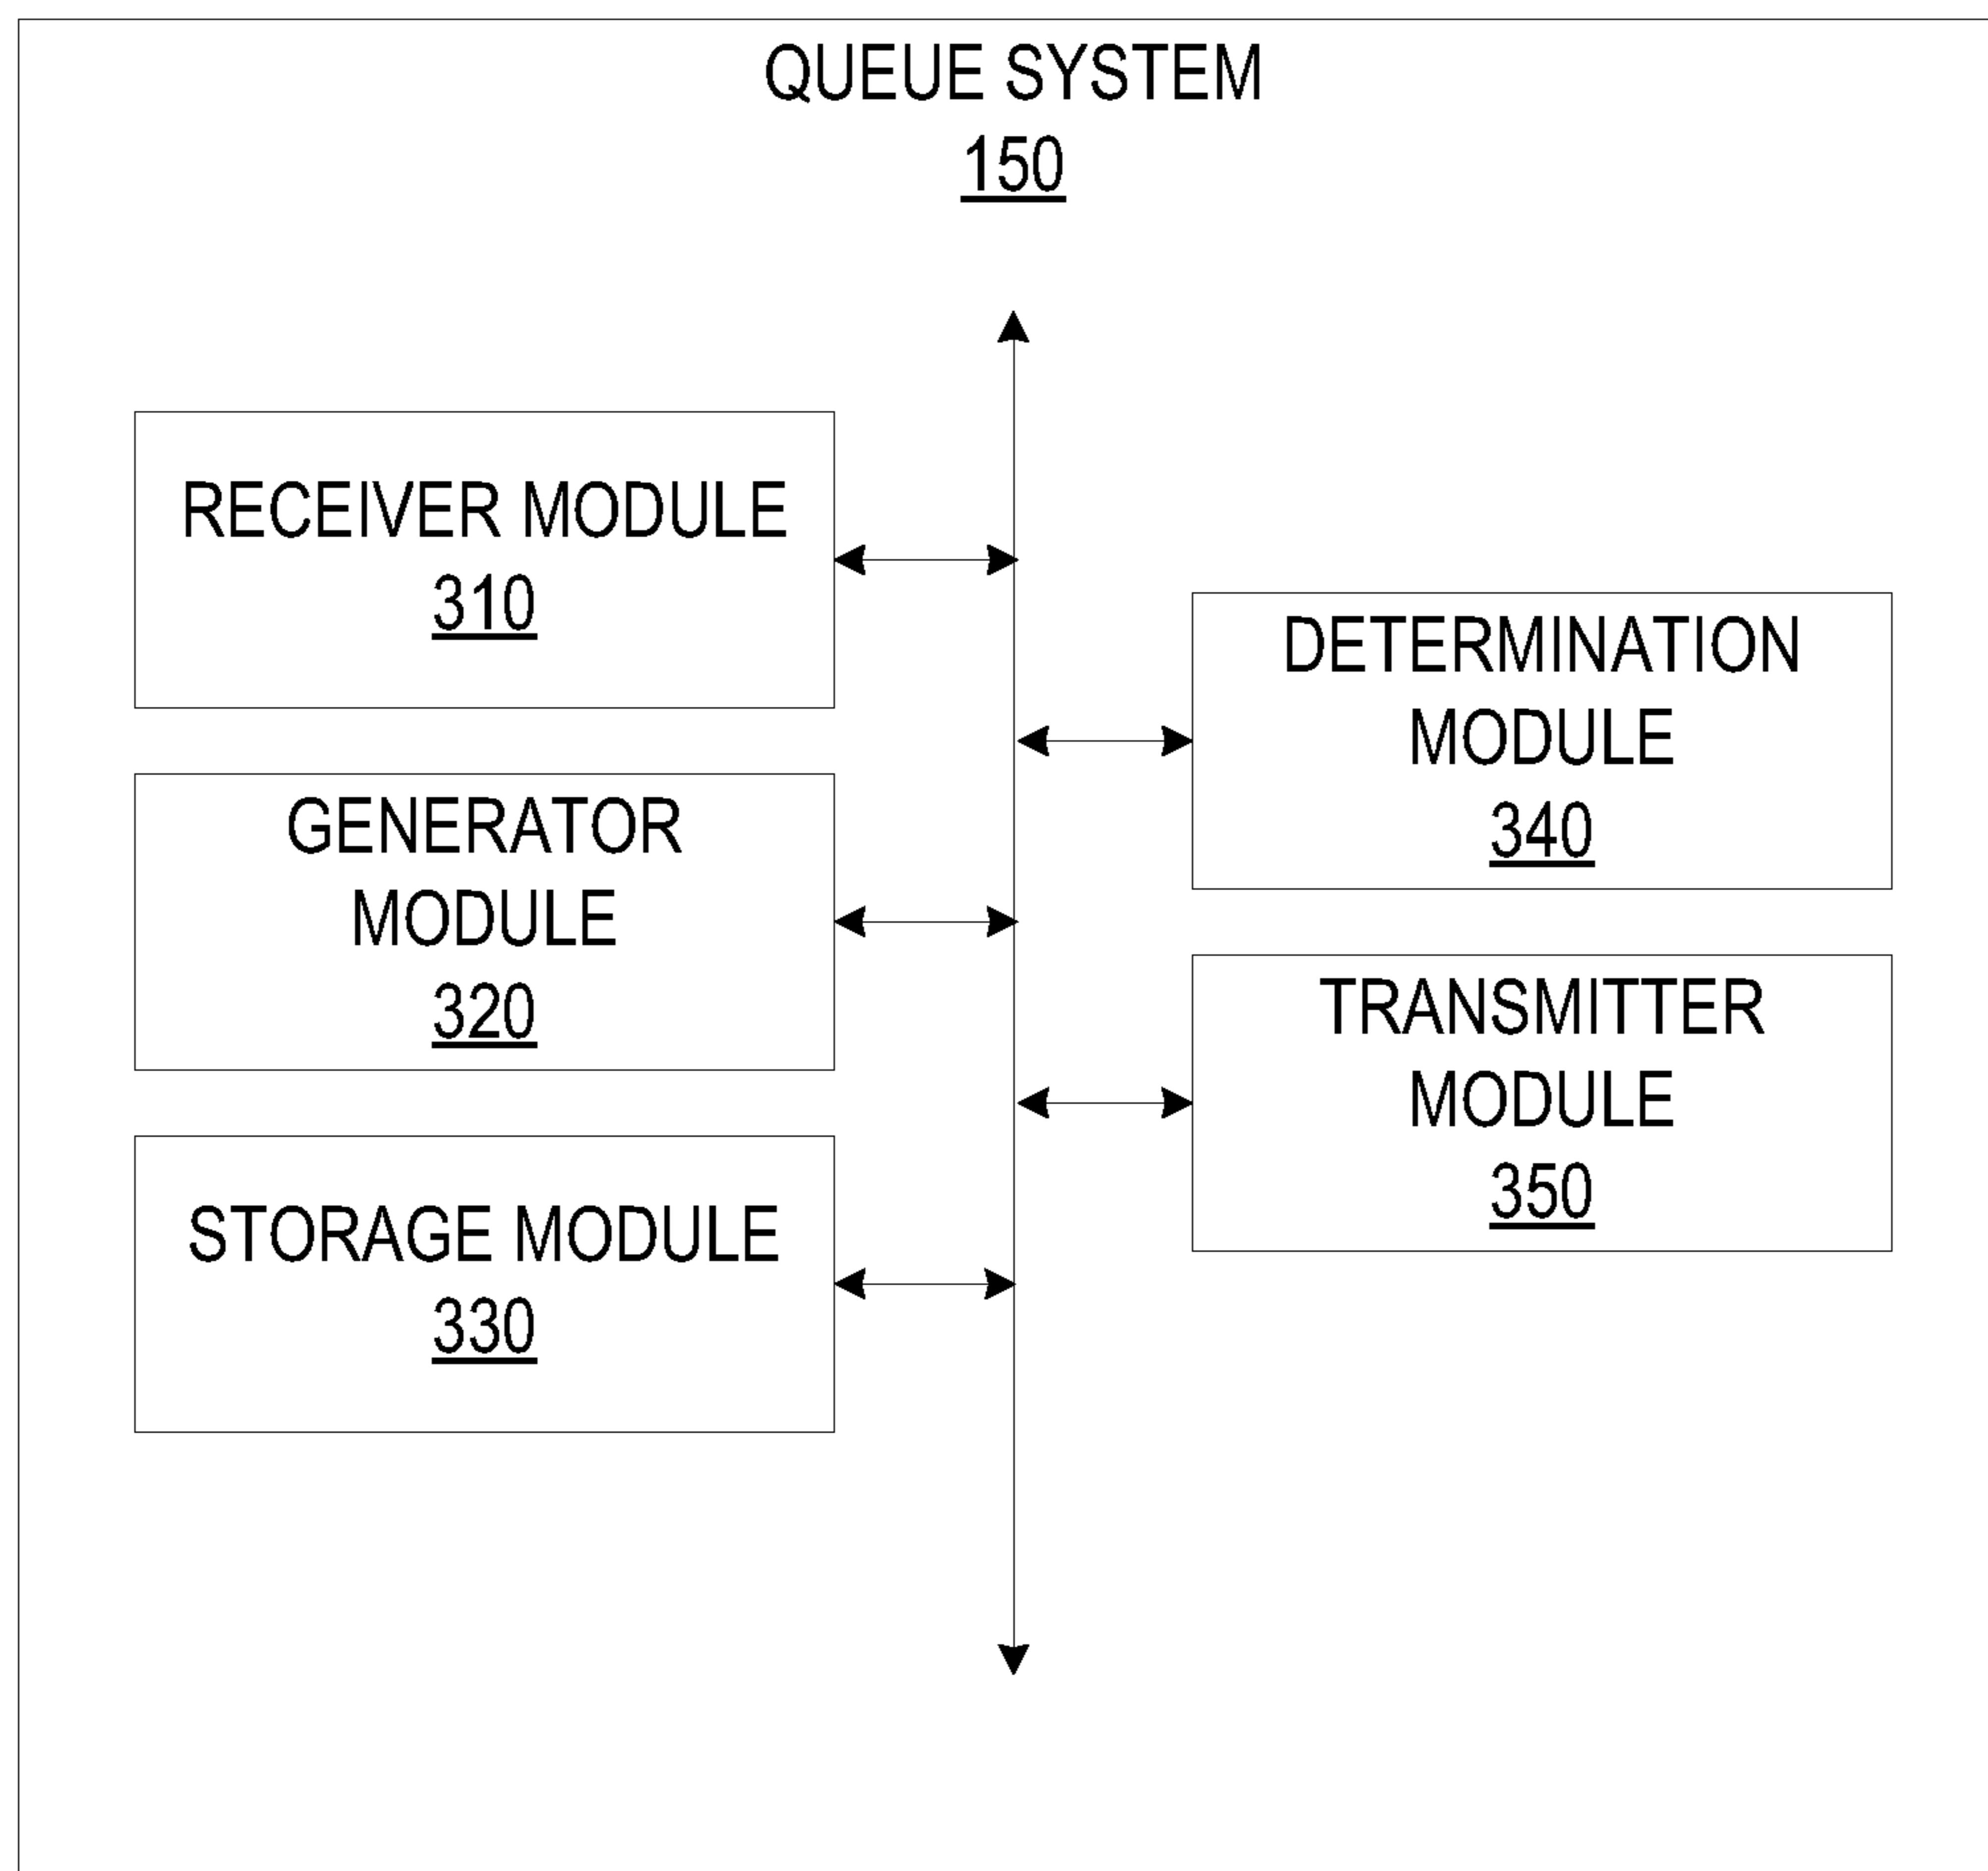 QUEUE SYSTEM
150
RECEIVER MODULE
310
GENERATOR
MODULE
320
STORAGE MODULE
330
DETERMINATION
MODULE
340
TRANSMITTER
MODULE
350